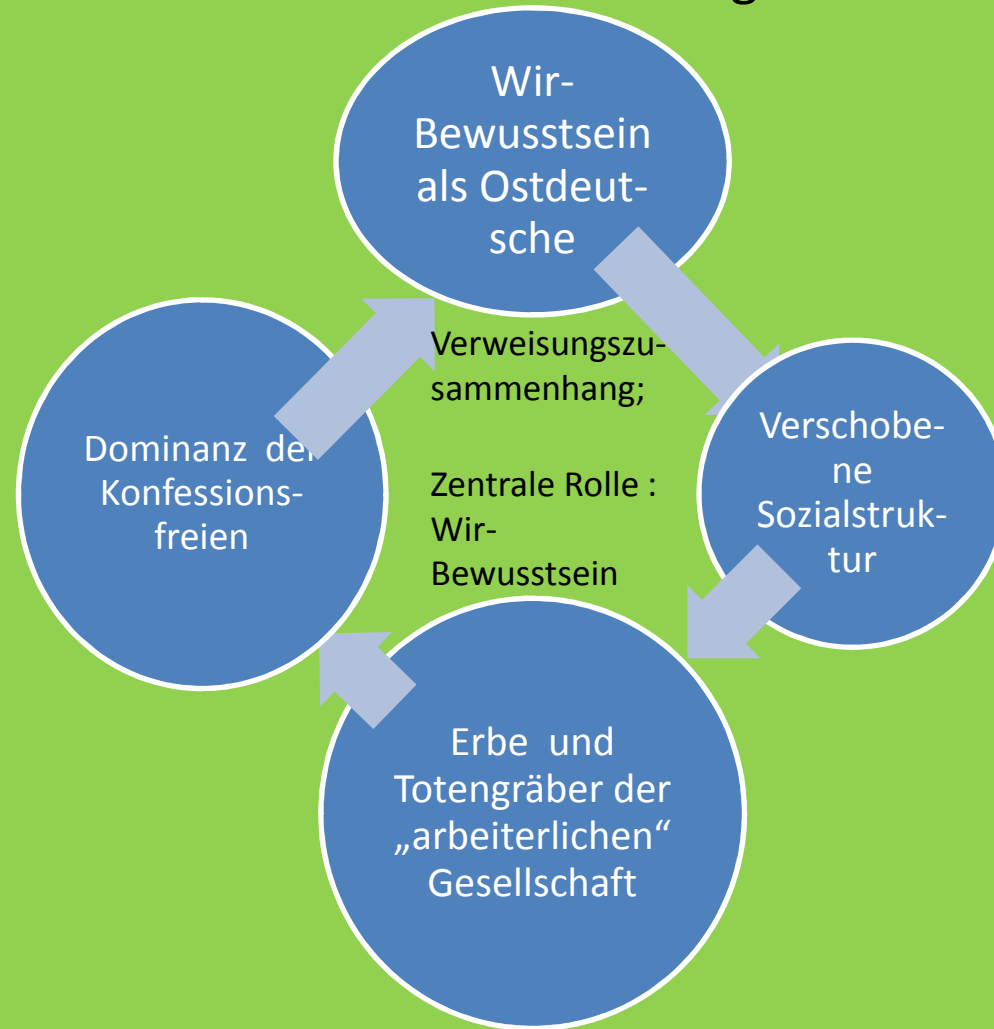 Wir-
Bewusstsein
als Ostdeut-
sche
Verweisungszu-
sammenhang;
Zentrale Rolle :
Wir-
Bewusstsein
Verschobe-
ne
Sozialstruk-
tur
Erbe und
Totengräber der
„arbeiterlichen“
Gesellschaft
Dominanz der
Konfessions-
freien